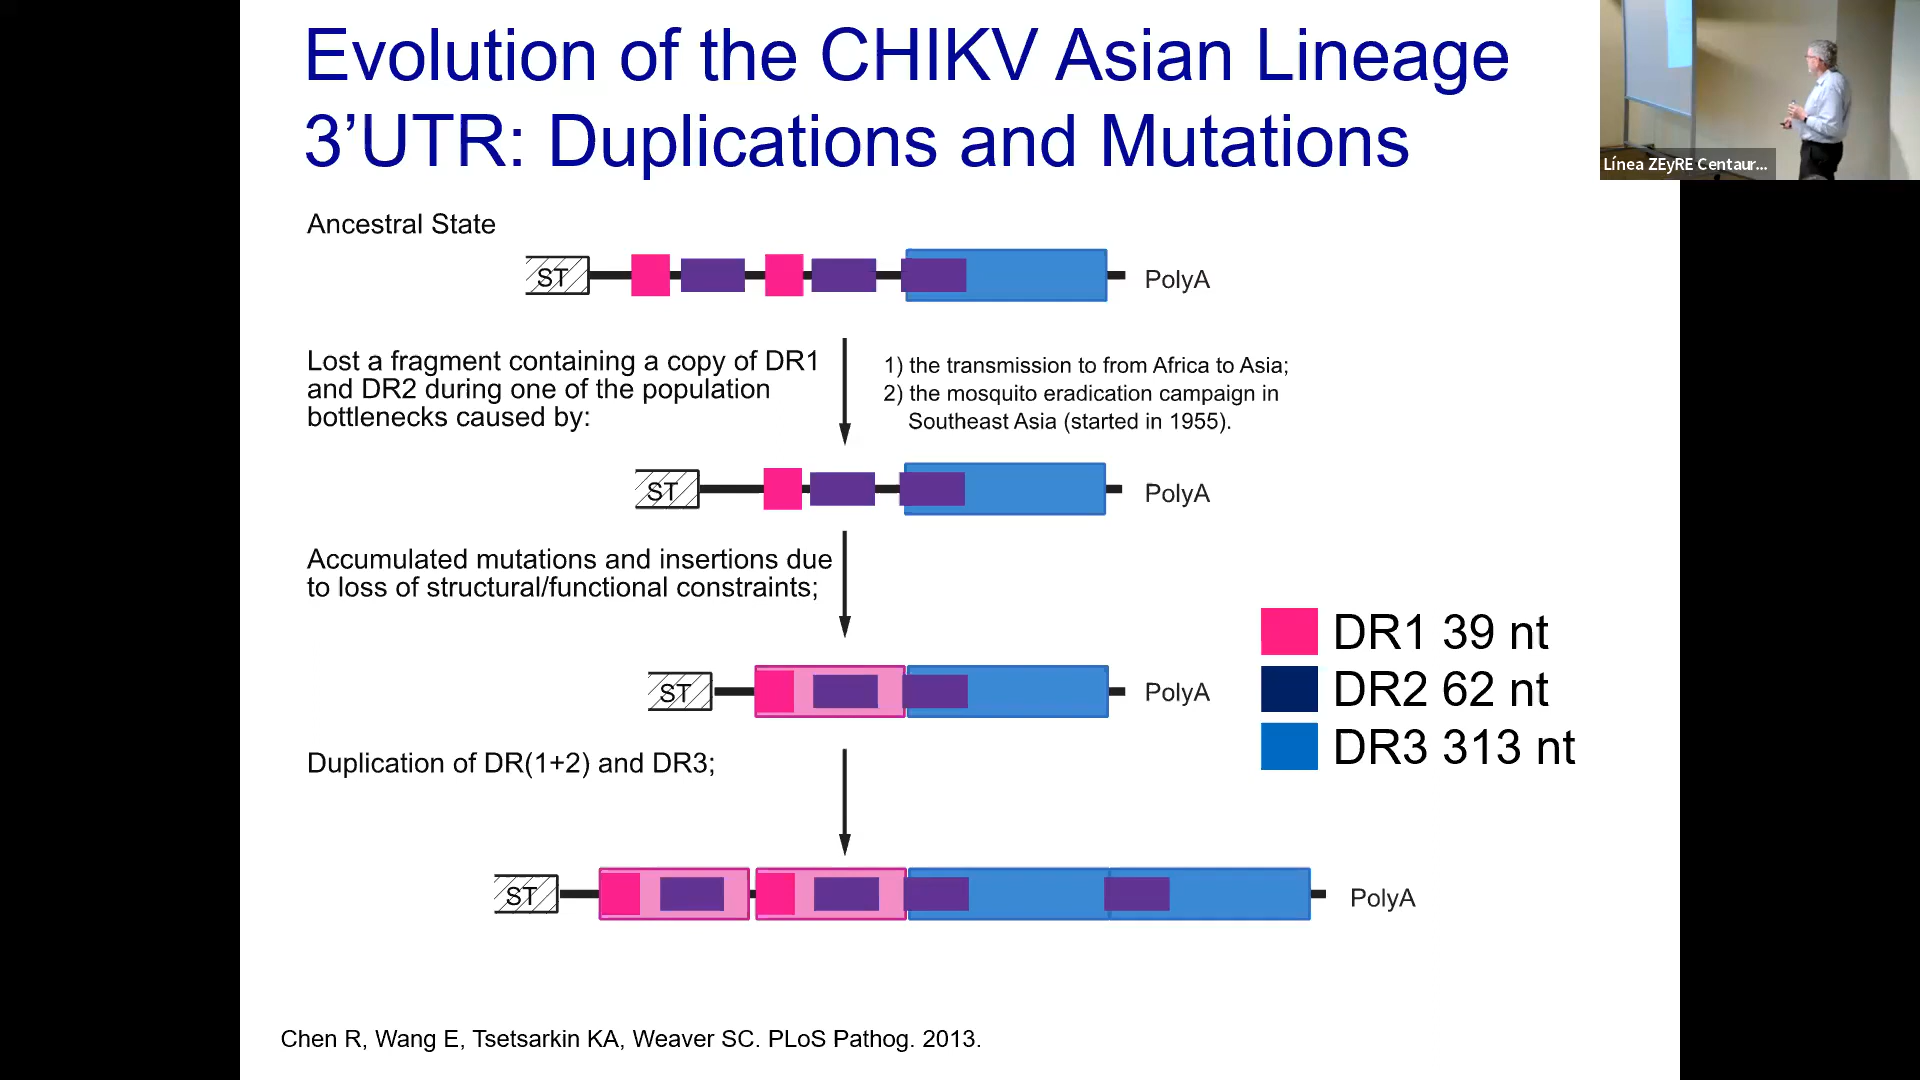 Evolution of the CHIKV Asian Lineage
3’UTR: Duplications and Mutations
Línea ZEyRE Centaur...
Ancestral State
ST
PolyA
Lost a fragment containing a copy of DR1
and DR2 during one of the population
bottlenecks caused by:
1) the transmission to from Africa to Asia;
2) the mosquito eradication campaign in
Southeast Asia (started in 1955).
ST
PolyA
Accumulated mutations and insertions due
to loss of structural/functional constraints;
DR1 39 nt
DR2 62 nt
DR3 313 nt
ST
PolyA
Duplication of DR(1+2) and DR3;
ST
PolyA
Chen R, Wang E, Tsetsarkin KA, Weaver SC. PLoS Pathog. 2013.